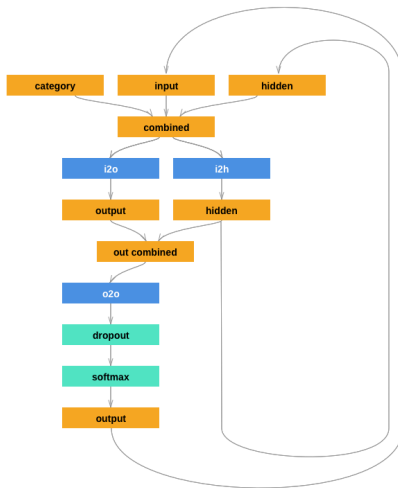 category
input
hidden
combined
i2o
i2h
output
hidden
out combined
o2o
dropout
softmax
output